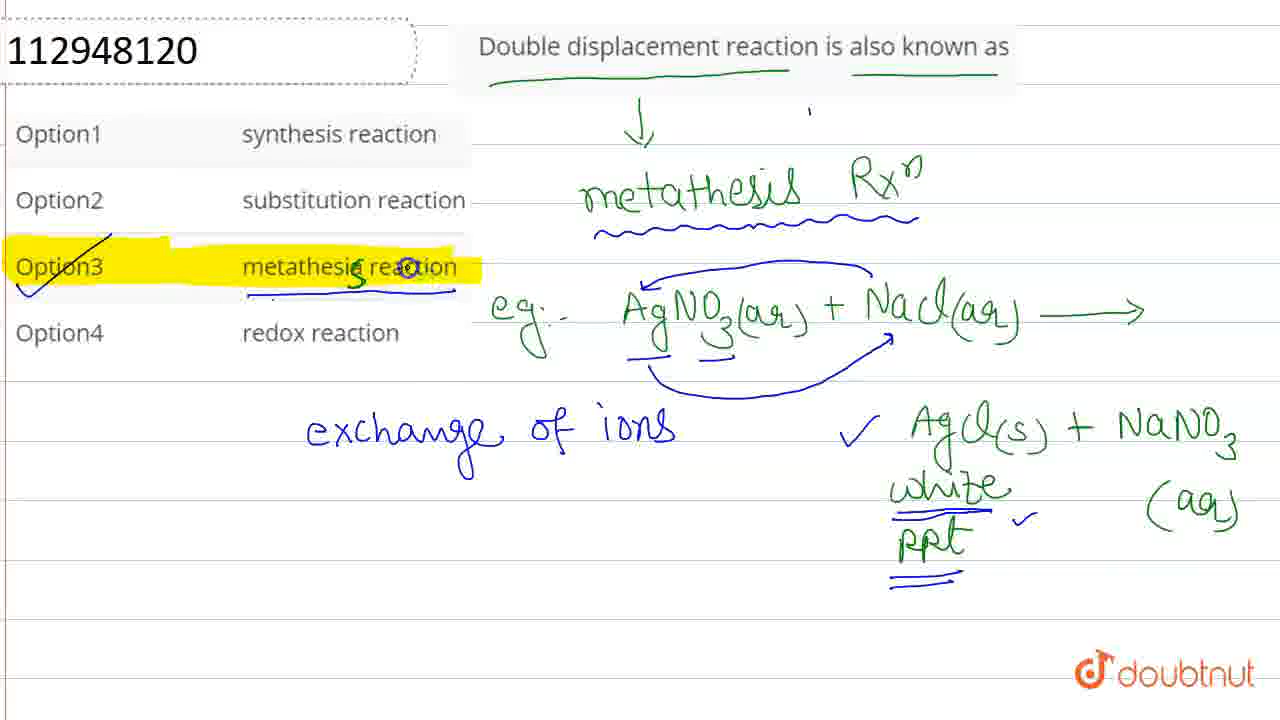 112948120
Double displacement reaction is also known as
Option1 synthesis reaction
Option2 substitution reaction
Option3 metathesis reaction
Option4 redox reaction
metathesis Rxⁿ
eg:- AgNO₃(aq) + NaCl(aq) ⟶
exchange of ions
✓ AgCl(s) + NaNO₃
white (aq)
ppt
doubtnut